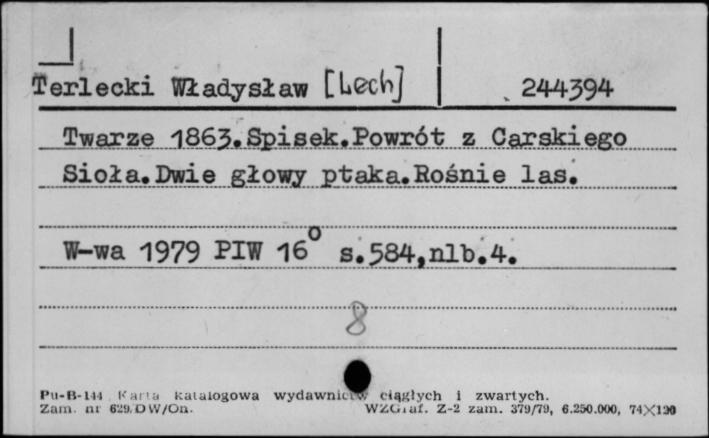 Terlecki Władysław [Lech] 244394
Twarze 1863.Spisek.Powrót z Carskiego
Sioła.Dwie głowy ptaka.Rośnie las.
W-wa 1979 PIW 16° s.584,nlb.4.
8
Pu-B-144 Karta katalogowa wydawnictw ciągłych i zwartych.
Zam. nr 629/DW/On. WZGraf. Z-2 zam. 379/79, 6.250.000, 74X120